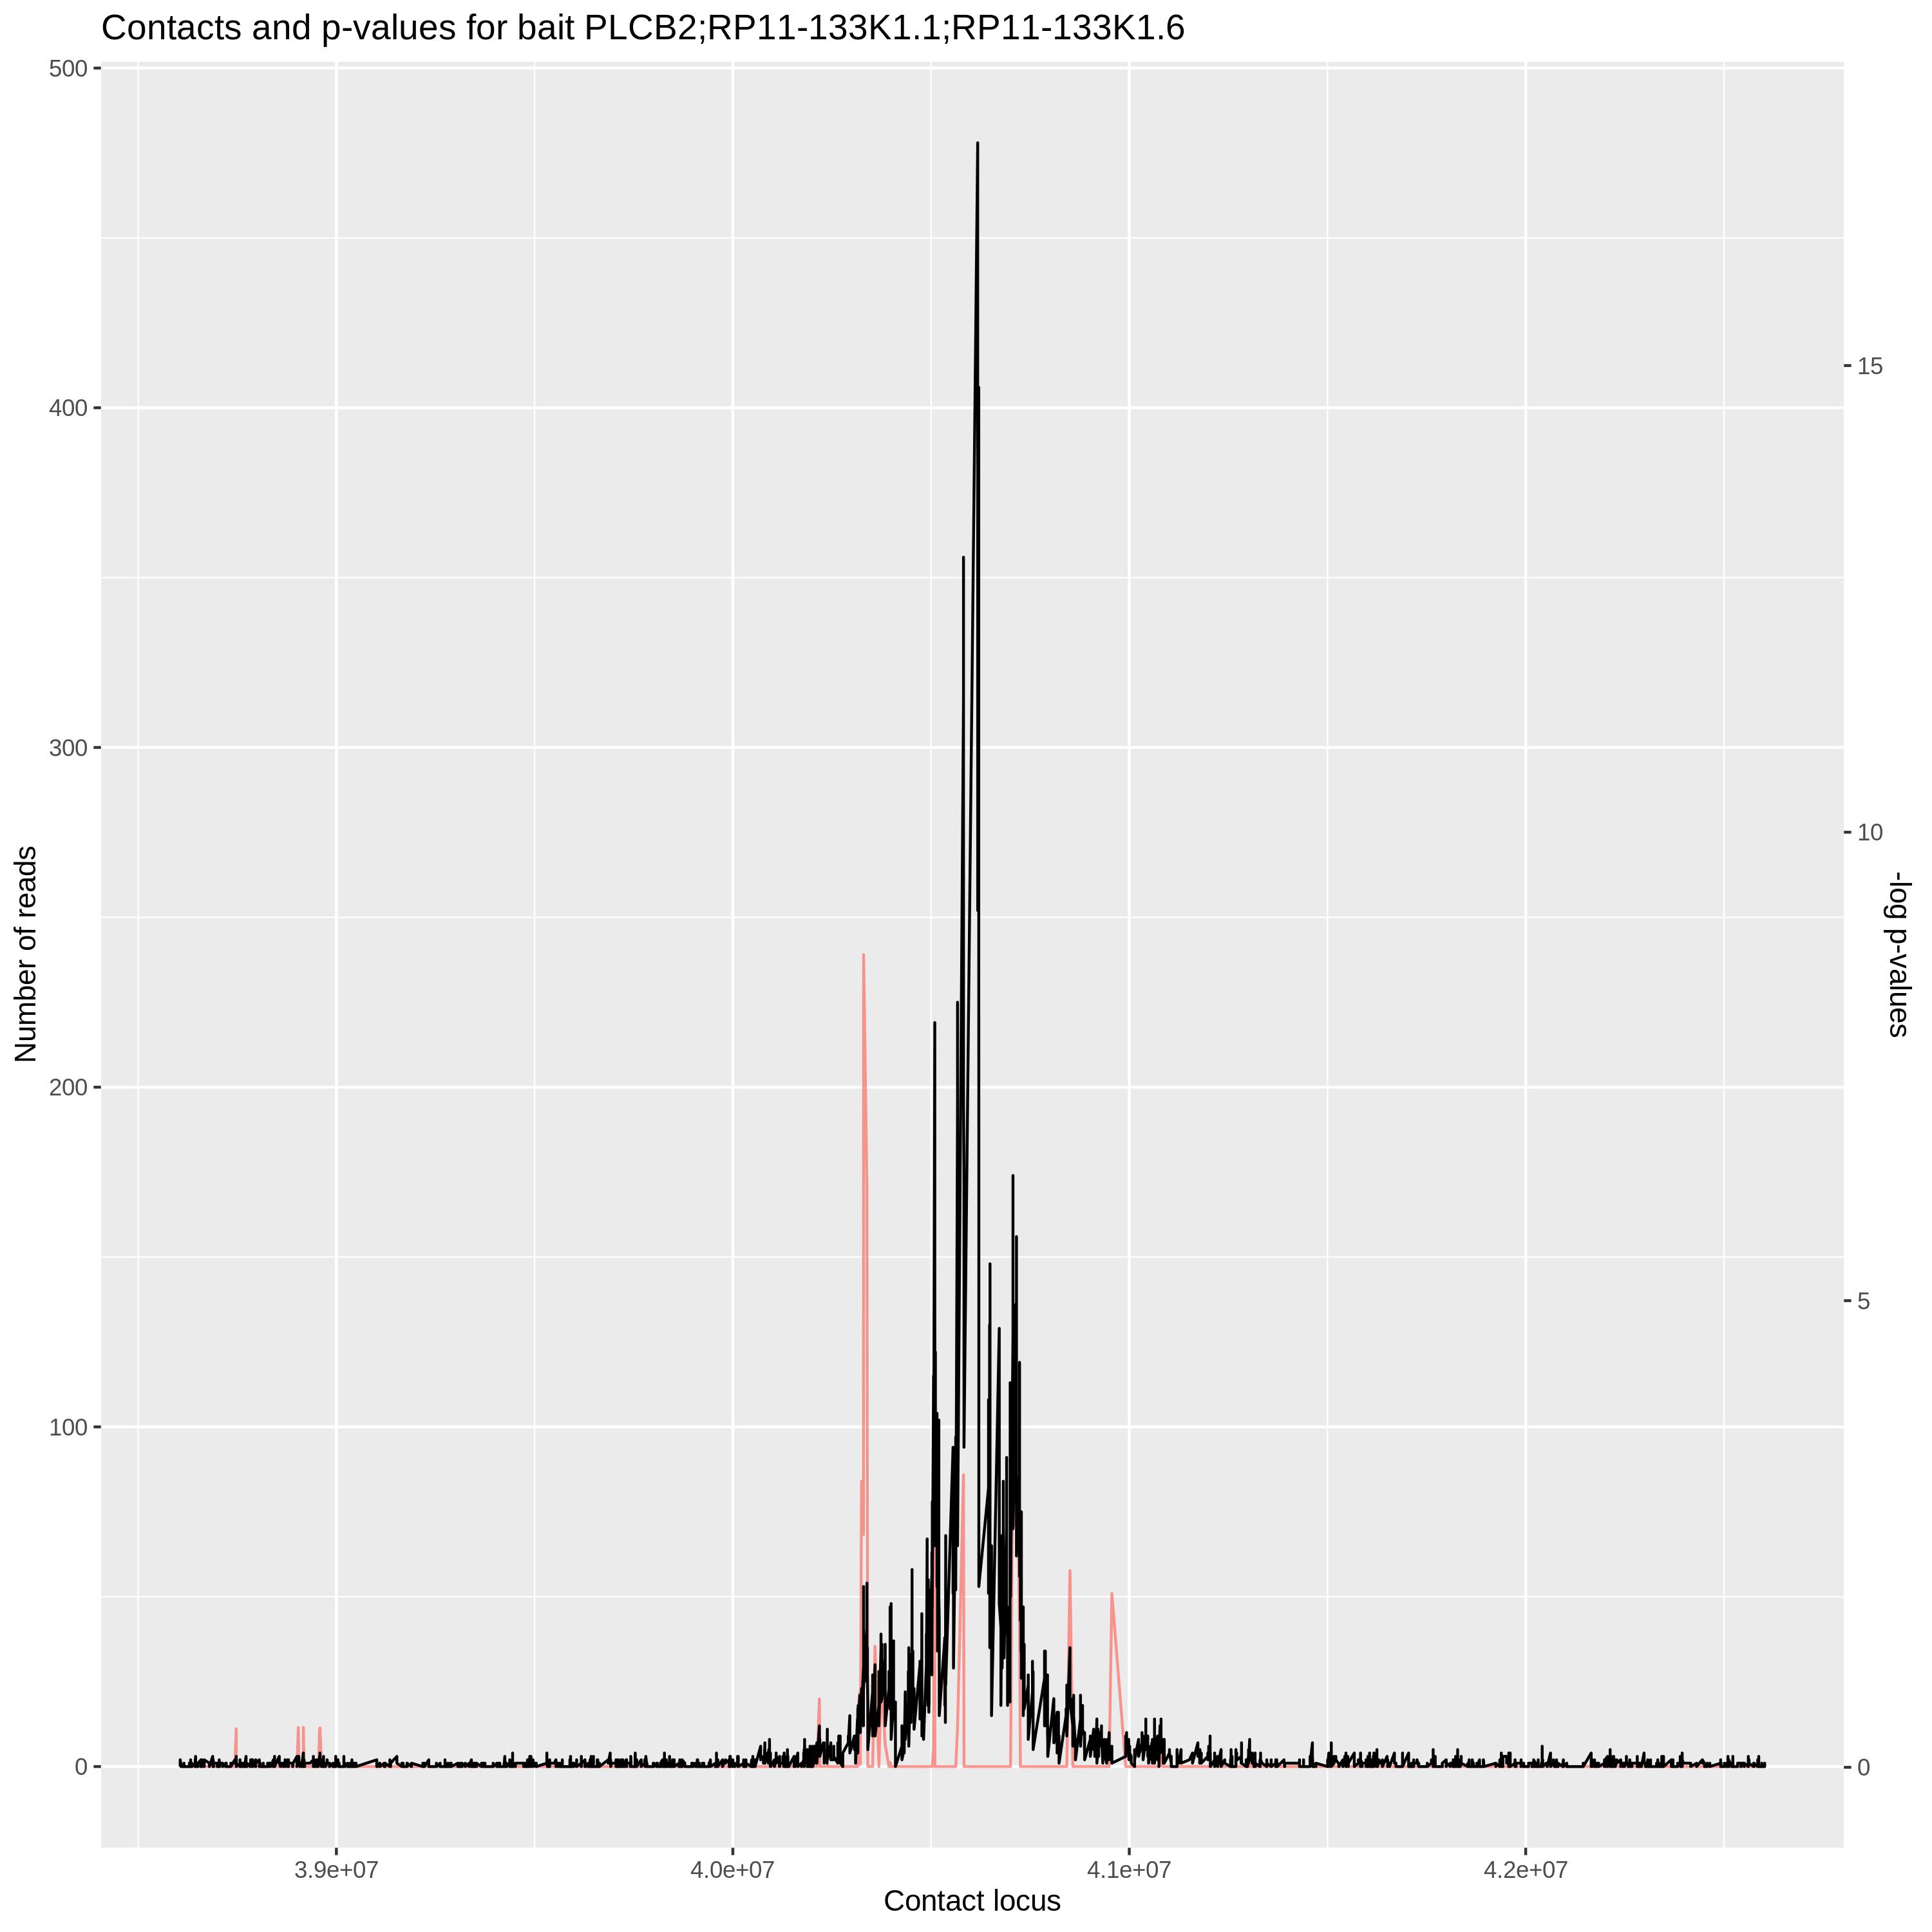 Contacts and p-values for bait PLCB2;RP11-133K1.1;RP11-133K1.6
500
400
300
200
100
0
Number of reads
15
10
5
0
-log p-values
3.9e+07
4.0e+07
4.1e+07
4.2e+07
Contact locus